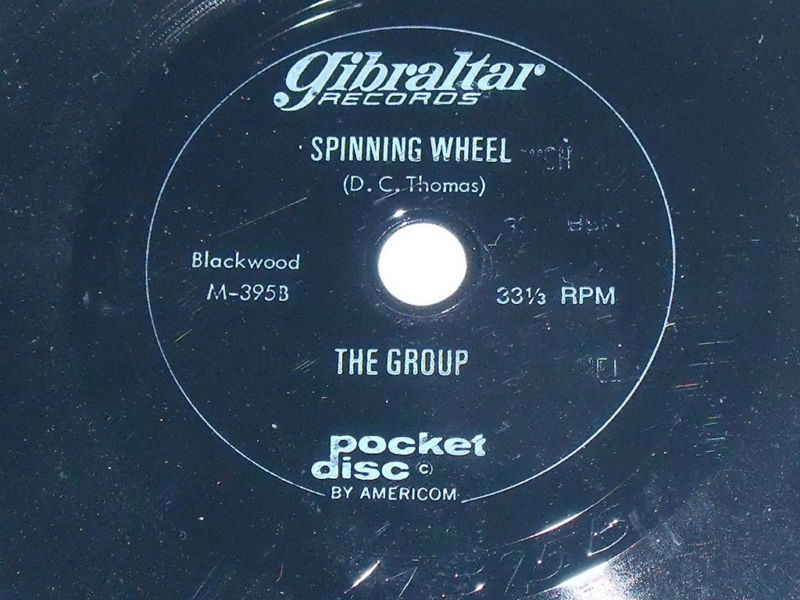 gibraltar
RECORDS
SPINNING WHEEL
(D. C. Thomas)
Blackwood
M-395B
33⅓ RPM
THE GROUP
pocket
disc ©
BY AMERICOM